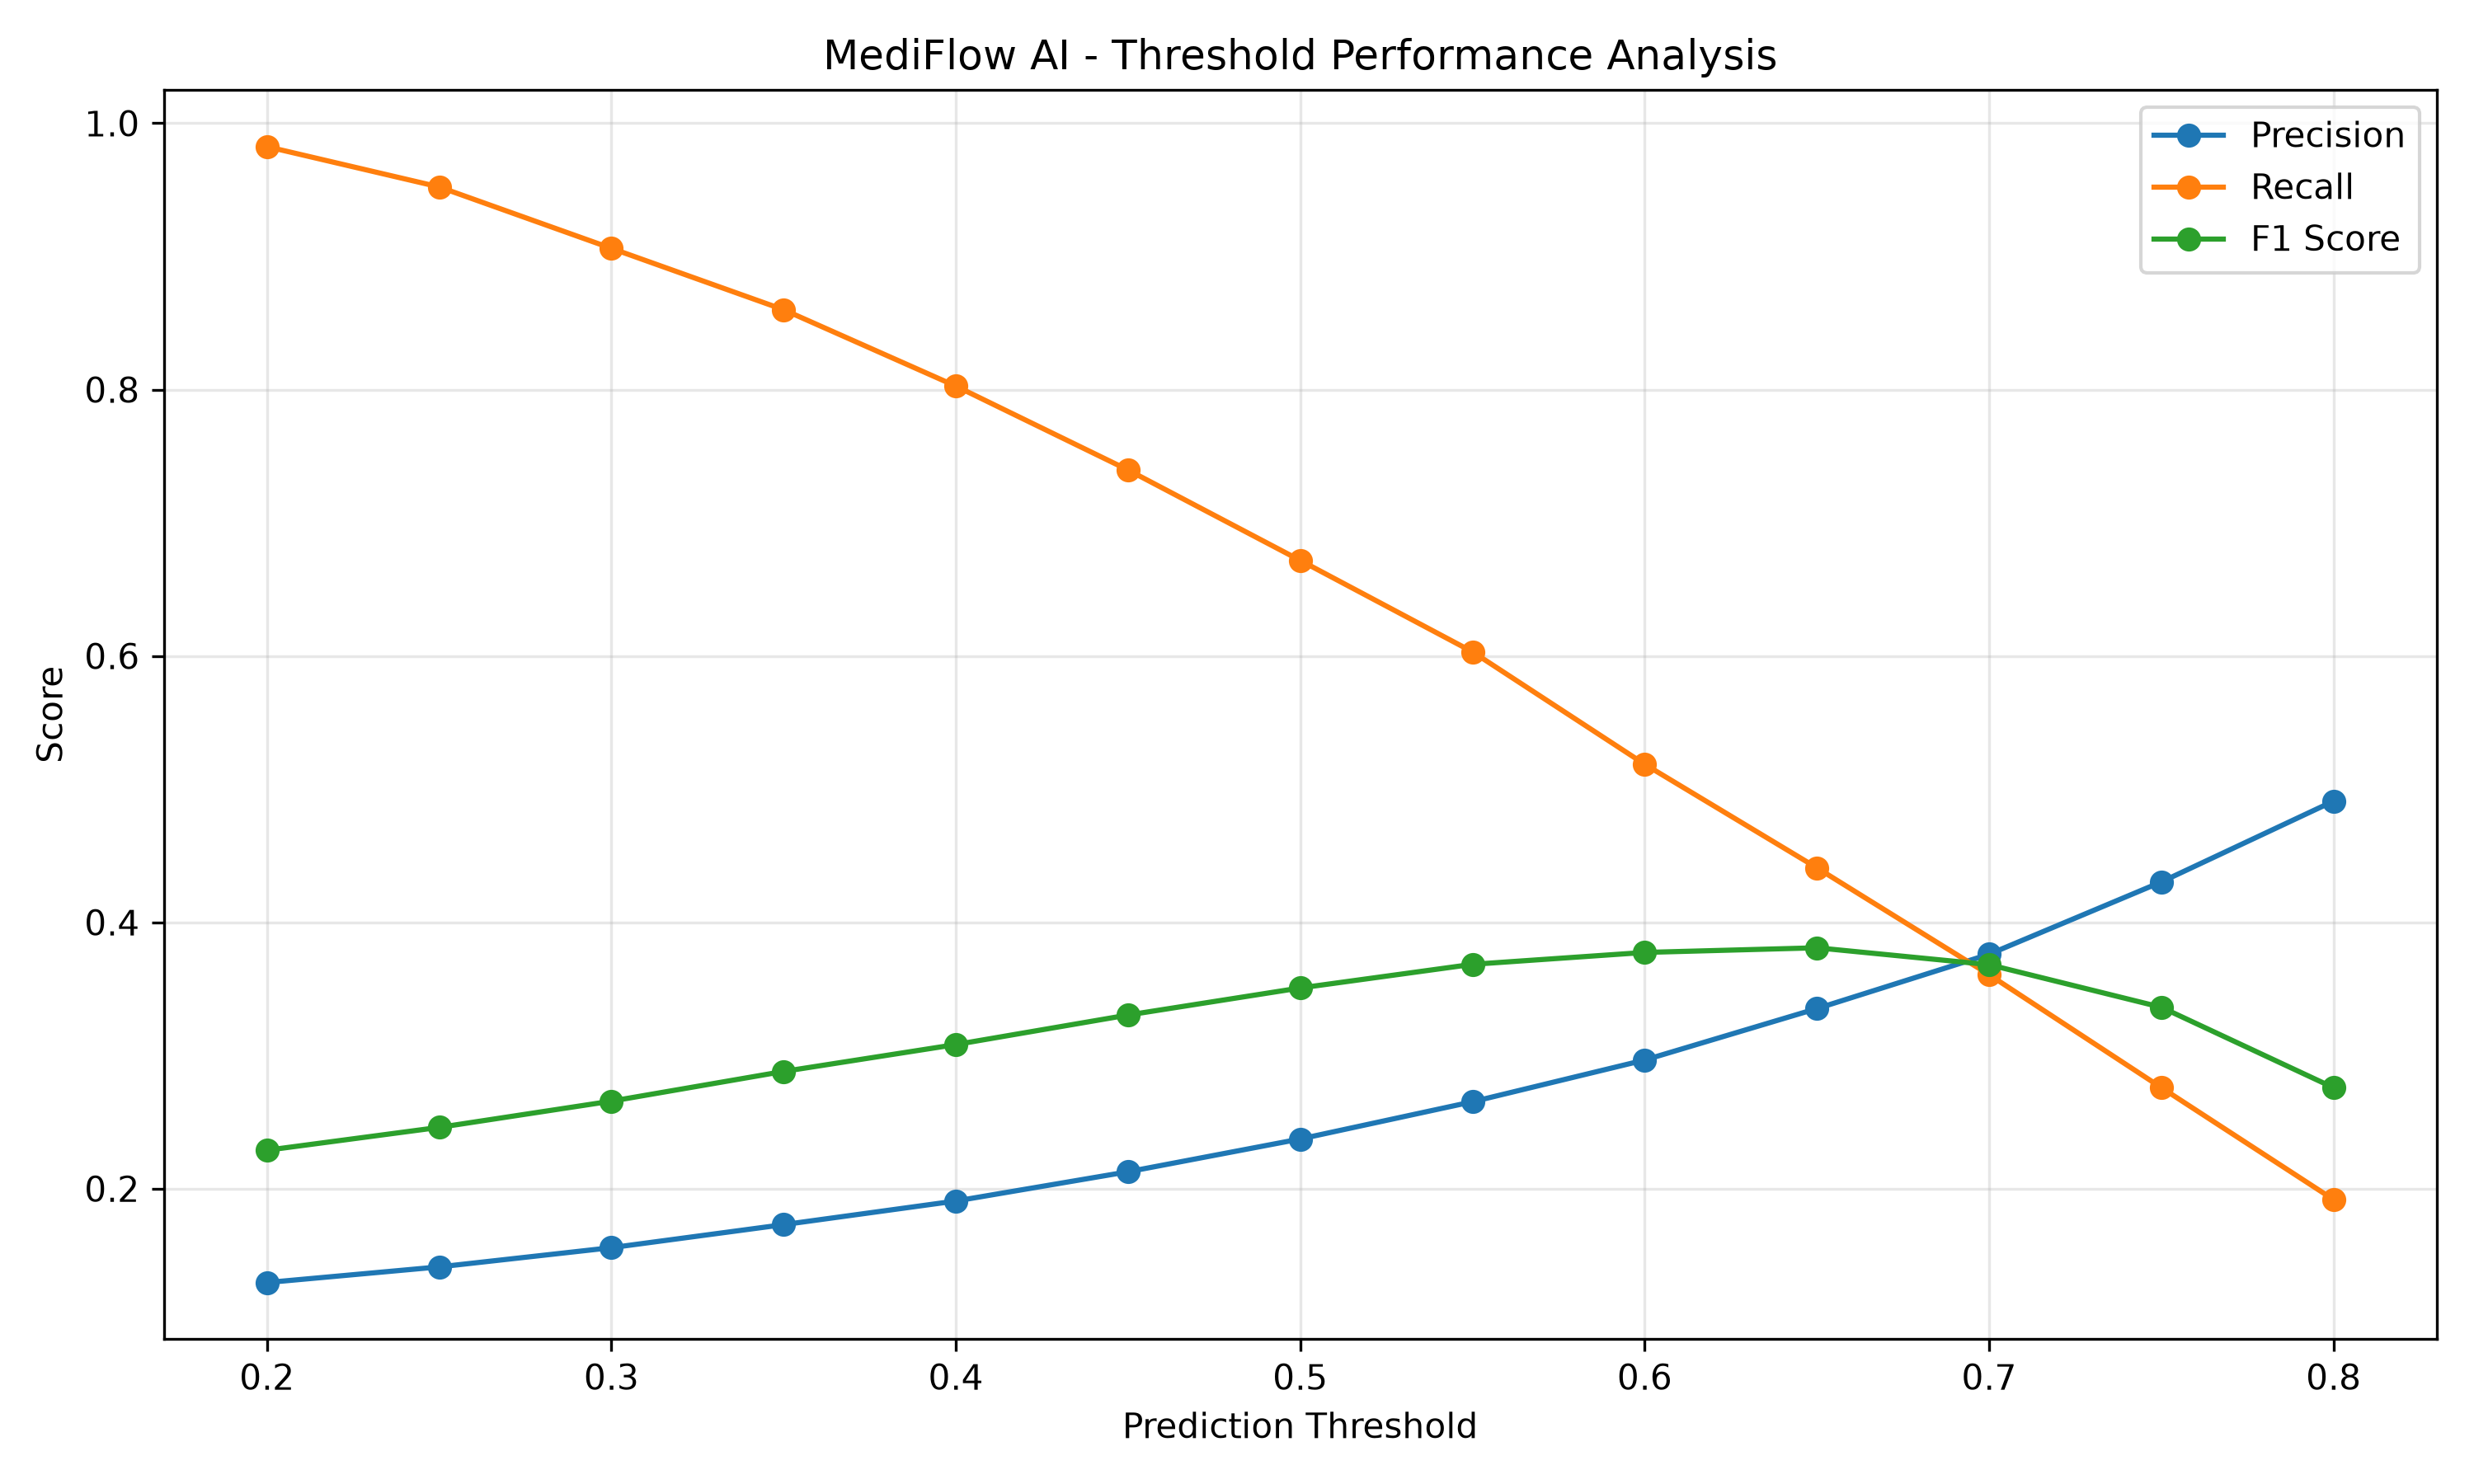 MediFlow AI - Threshold Performance Analysis
Precision
Recall
F1 Score
1.0
0.8
0.6
0.4
0.2
Score
0.2 0.3 0.4 0.5 0.6 0.7 0.8
Prediction Threshold